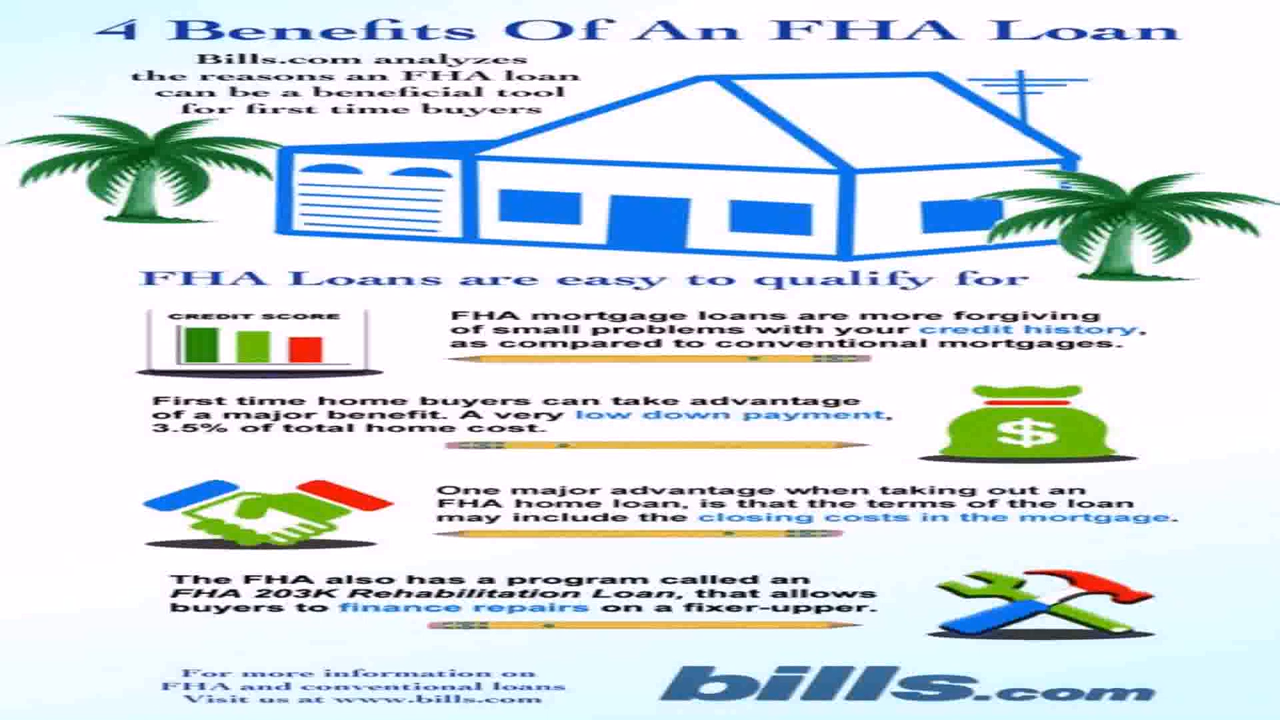 4 Benefits Of An FHA Loan
Bills.com analyzes
the reasons an FHA loan
can be a beneficial tool
for first time buyers
FHA Loans are easy to qualify for
CREDIT SCORE
FHA mortgage loans are more forgiving
of small problems with your credit history,
as compared to conventional mortgages.
First time home buyers can take advantage
of a major benefit. A very low down payment,
3.5% of total home cost.
$
One major advantage when taking out an
FHA home loan, is that the terms of the loan
may include the closing costs in the mortgage.
The FHA also has a program called an
FHA 203K Rehabilitation Loan, that allows
buyers to finance repairs on a fixer-upper.
For more information on
FHA and conventional loans
Visit us at www.bills.com
bills.com